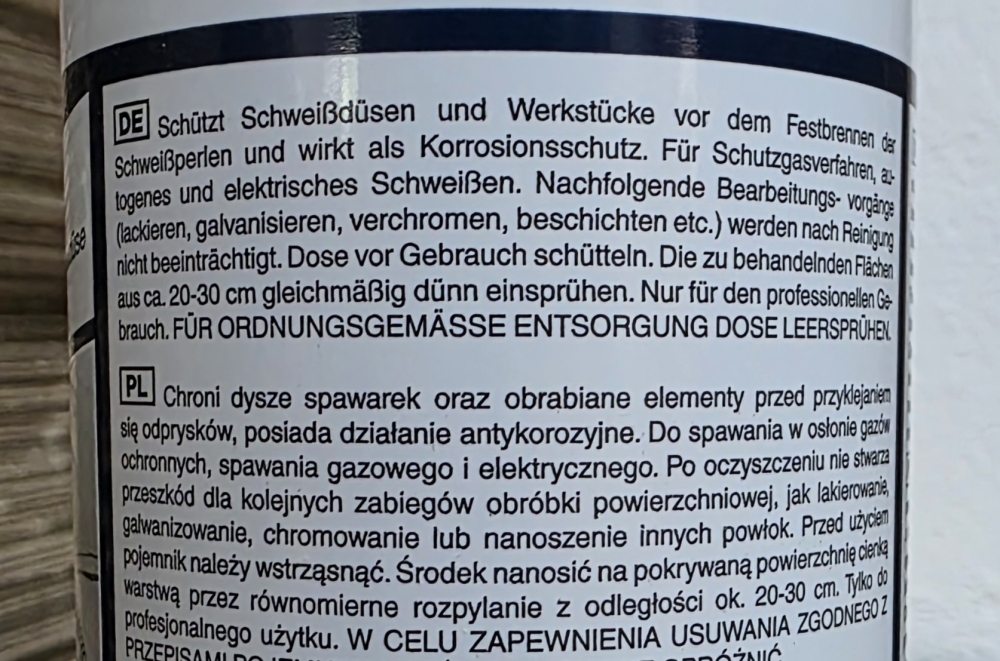 DE Schützt Schweißdüsen und Werkstücke vor dem Festbrennen der
Schweißperlen und wirkt als Korrosionsschutz. Für Schutzgasverfahren, au-
togenes und elektrisches Schweißen. Nachfolgende Bearbeitungs- vorgänge
(lackieren, galvanisieren, verchromen, beschichten etc.) werden nach Reinigung
nicht beeinträchtigt. Dose vor Gebrauch schütteln. Die zu behandelnden Flächen
aus ca. 20-30 cm gleichmäßig dünn einsprühen. Nur für den professionellen Ge-
brauch. FÜR ORDNUNGSGEMÄSSE ENTSORGUNG DOSE LEERSPRÜHEN.
PL Chroni dysze spawarek oraz obrabiane elementy przed przyklejaniem
się odprysków, posiada działanie antykorozyjne. Do spawania w osłonie gazów
ochronnych, spawania gazowego i elektrycznego. Po oczyszczeniu nie stwarza
przeszkód dla kolejnych zabiegów obróbki powierzchniowej, jak lakierowanie,
galwanizowanie, chromowanie lub nanoszenie innych powłok. Przed użyciem
pojemnik należy wstrząsnąć. Środek nanosić na pokrywaną powierzchnię cienką
warstwą przez równomierne rozpylanie z odległości ok. 20-30 cm. Tylko do
profesjonalnego użytku. W CELU ZAPEWNIENIA USUWANIA ZGODNEGO Z
PRZEPISAMI